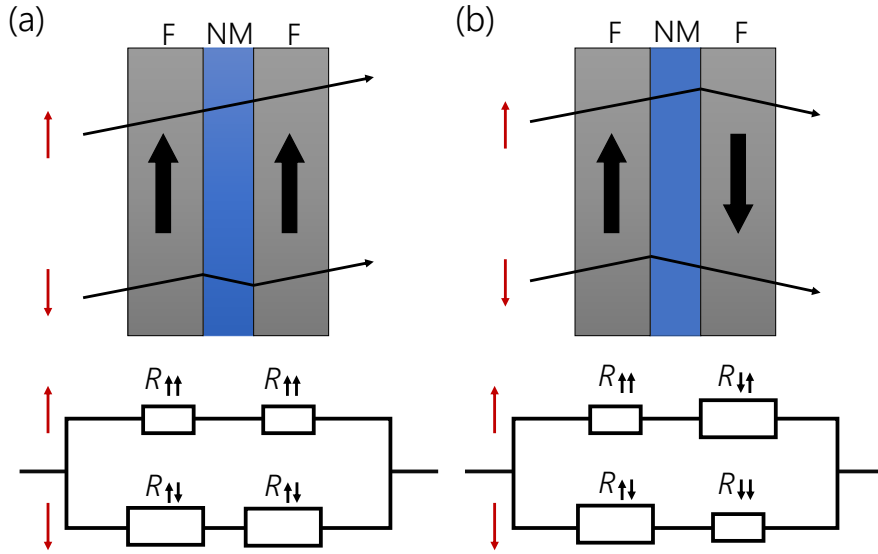 (a)
F NM F
(b)
F NM F
R↑↑ R↑↑
R↑↓ R↑↓
R↑↑ R↓↑
R↑↓ R↓↓